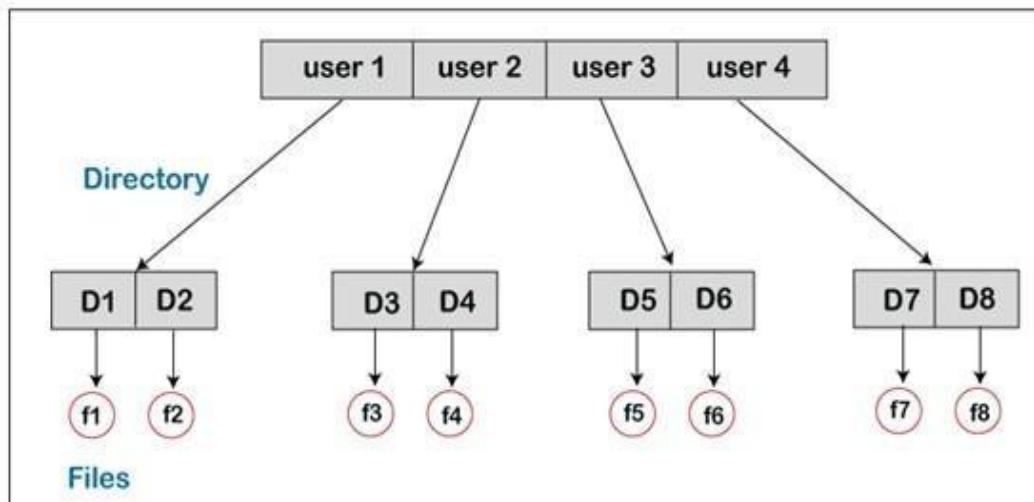 user 1 user 2 user 3 user 4
Directory
D1 D2 D3 D4 D5 D6 D7 D8
f1 f2 f3 f4 f5 f6 f7 f8
Files